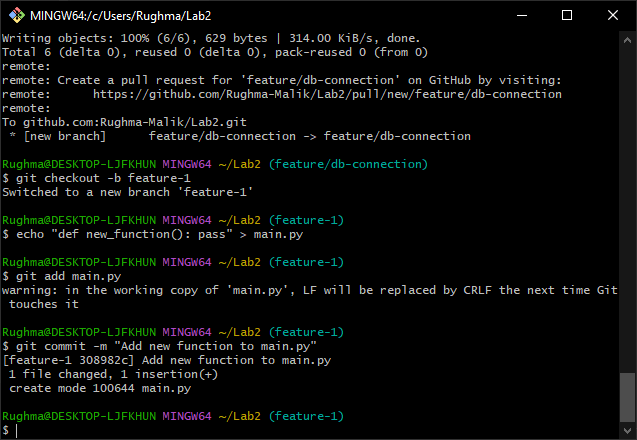 MINGW64:/c/Users/Rughma/Lab2
Writing objects: 100% (6/6), 629 bytes | 314.00 KiB/s, done.
Total 6 (delta 0), reused 0 (delta 0), pack-reused 0 (from 0)
remote:
remote: Create a pull request for 'feature/db-connection' on GitHub by visiting:
remote:      https://github.com/Rughma-Malik/Lab2/pull/new/feature/db-connection
remote:
To github.com:Rughma-Malik/Lab2.git
 * [new branch]      feature/db-connection -> feature/db-connection
Rughma@DESKTOP-LJFKHUN MINGW64 ~/Lab2 (feature/db-connection)
$ git checkout -b feature-1
Switched to a new branch 'feature-1'
Rughma@DESKTOP-LJFKHUN MINGW64 ~/Lab2 (feature-1)
$ echo "def new_function(): pass" > main.py
Rughma@DESKTOP-LJFKHUN MINGW64 ~/Lab2 (feature-1)
$ git add main.py
warning: in the working copy of 'main.py', LF will be replaced by CRLF the next time Git
 touches it
Rughma@DESKTOP-LJFKHUN MINGW64 ~/Lab2 (feature-1)
$ git commit -m "Add new function to main.py"
[feature-1 308982c] Add new function to main.py
 1 file changed, 1 insertion(+)
 create mode 100644 main.py
Rughma@DESKTOP-LJFKHUN MINGW64 ~/Lab2 (feature-1)
$